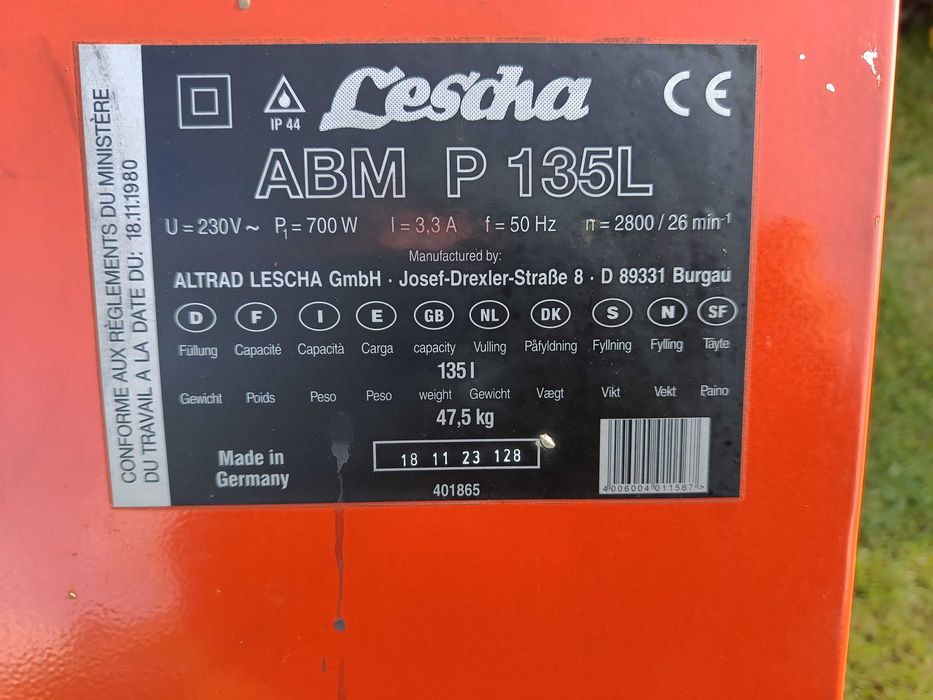 CONFORME AUX RÈGLEMENTS DU MINISTÈRE
DU TRAVAIL A LA DATE DU: 18.11.1980
IP 44
Lescha
CE
ABM P 135L
U = 230V ~ P1 = 700 W I = 3,3 A f = 50 Hz n = 2800 / 26 min-1
Manufactured by:
ALTRAD LESCHA GmbH · Josef-Drexler-Straße 8 · D 89331 Burgau
D F I E GB NL DK S N SF
Füllung Capacité Capacità Carga capacity Vulling Påfyldning Fyllning Fylling Täyte
135 l
Gewicht Poids Peso Peso weight Gewicht Vægt Vikt Vekt Paino
47,5 kg
Made in
Germany
18 11 23 128
401865
4 006004 011567 >